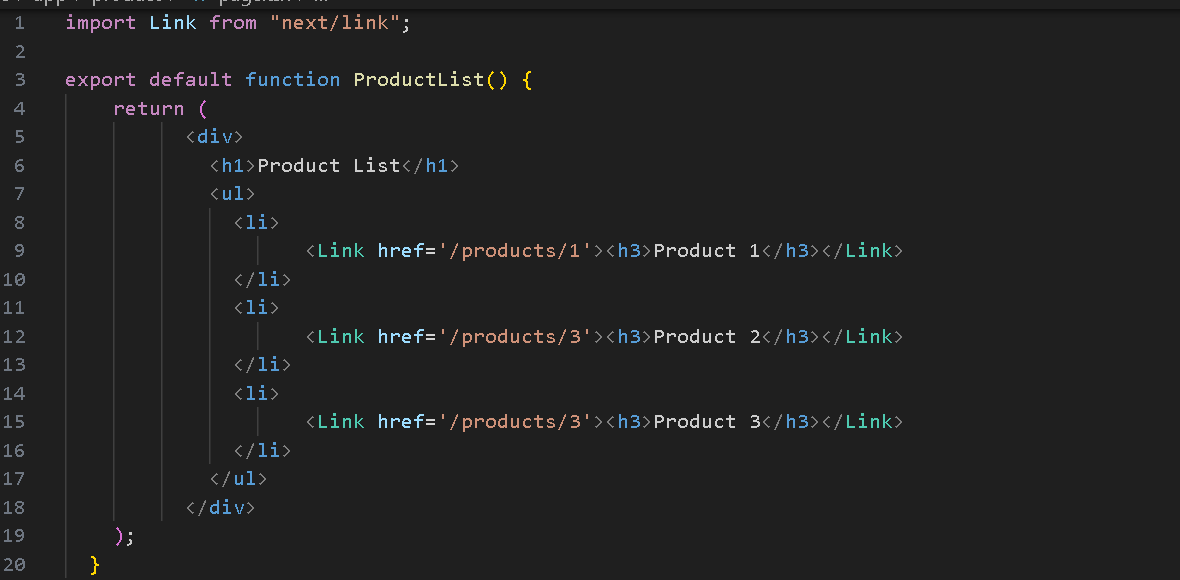 1 import Link from "next/link";
2
3 export default function ProductList() {
4 return (
5 <div>
6 <h1>Product List</h1>
7 <ul>
8 <li>
9 <Link href='/products/1'><h3>Product 1</h3></Link>
10 </li>
11 <li>
12 <Link href='/products/3'><h3>Product 2</h3></Link>
13 </li>
14 <li>
15 <Link href='/products/3'><h3>Product 3</h3></Link>
16 </li>
17 </ul>
18 </div>
19 );
20 }